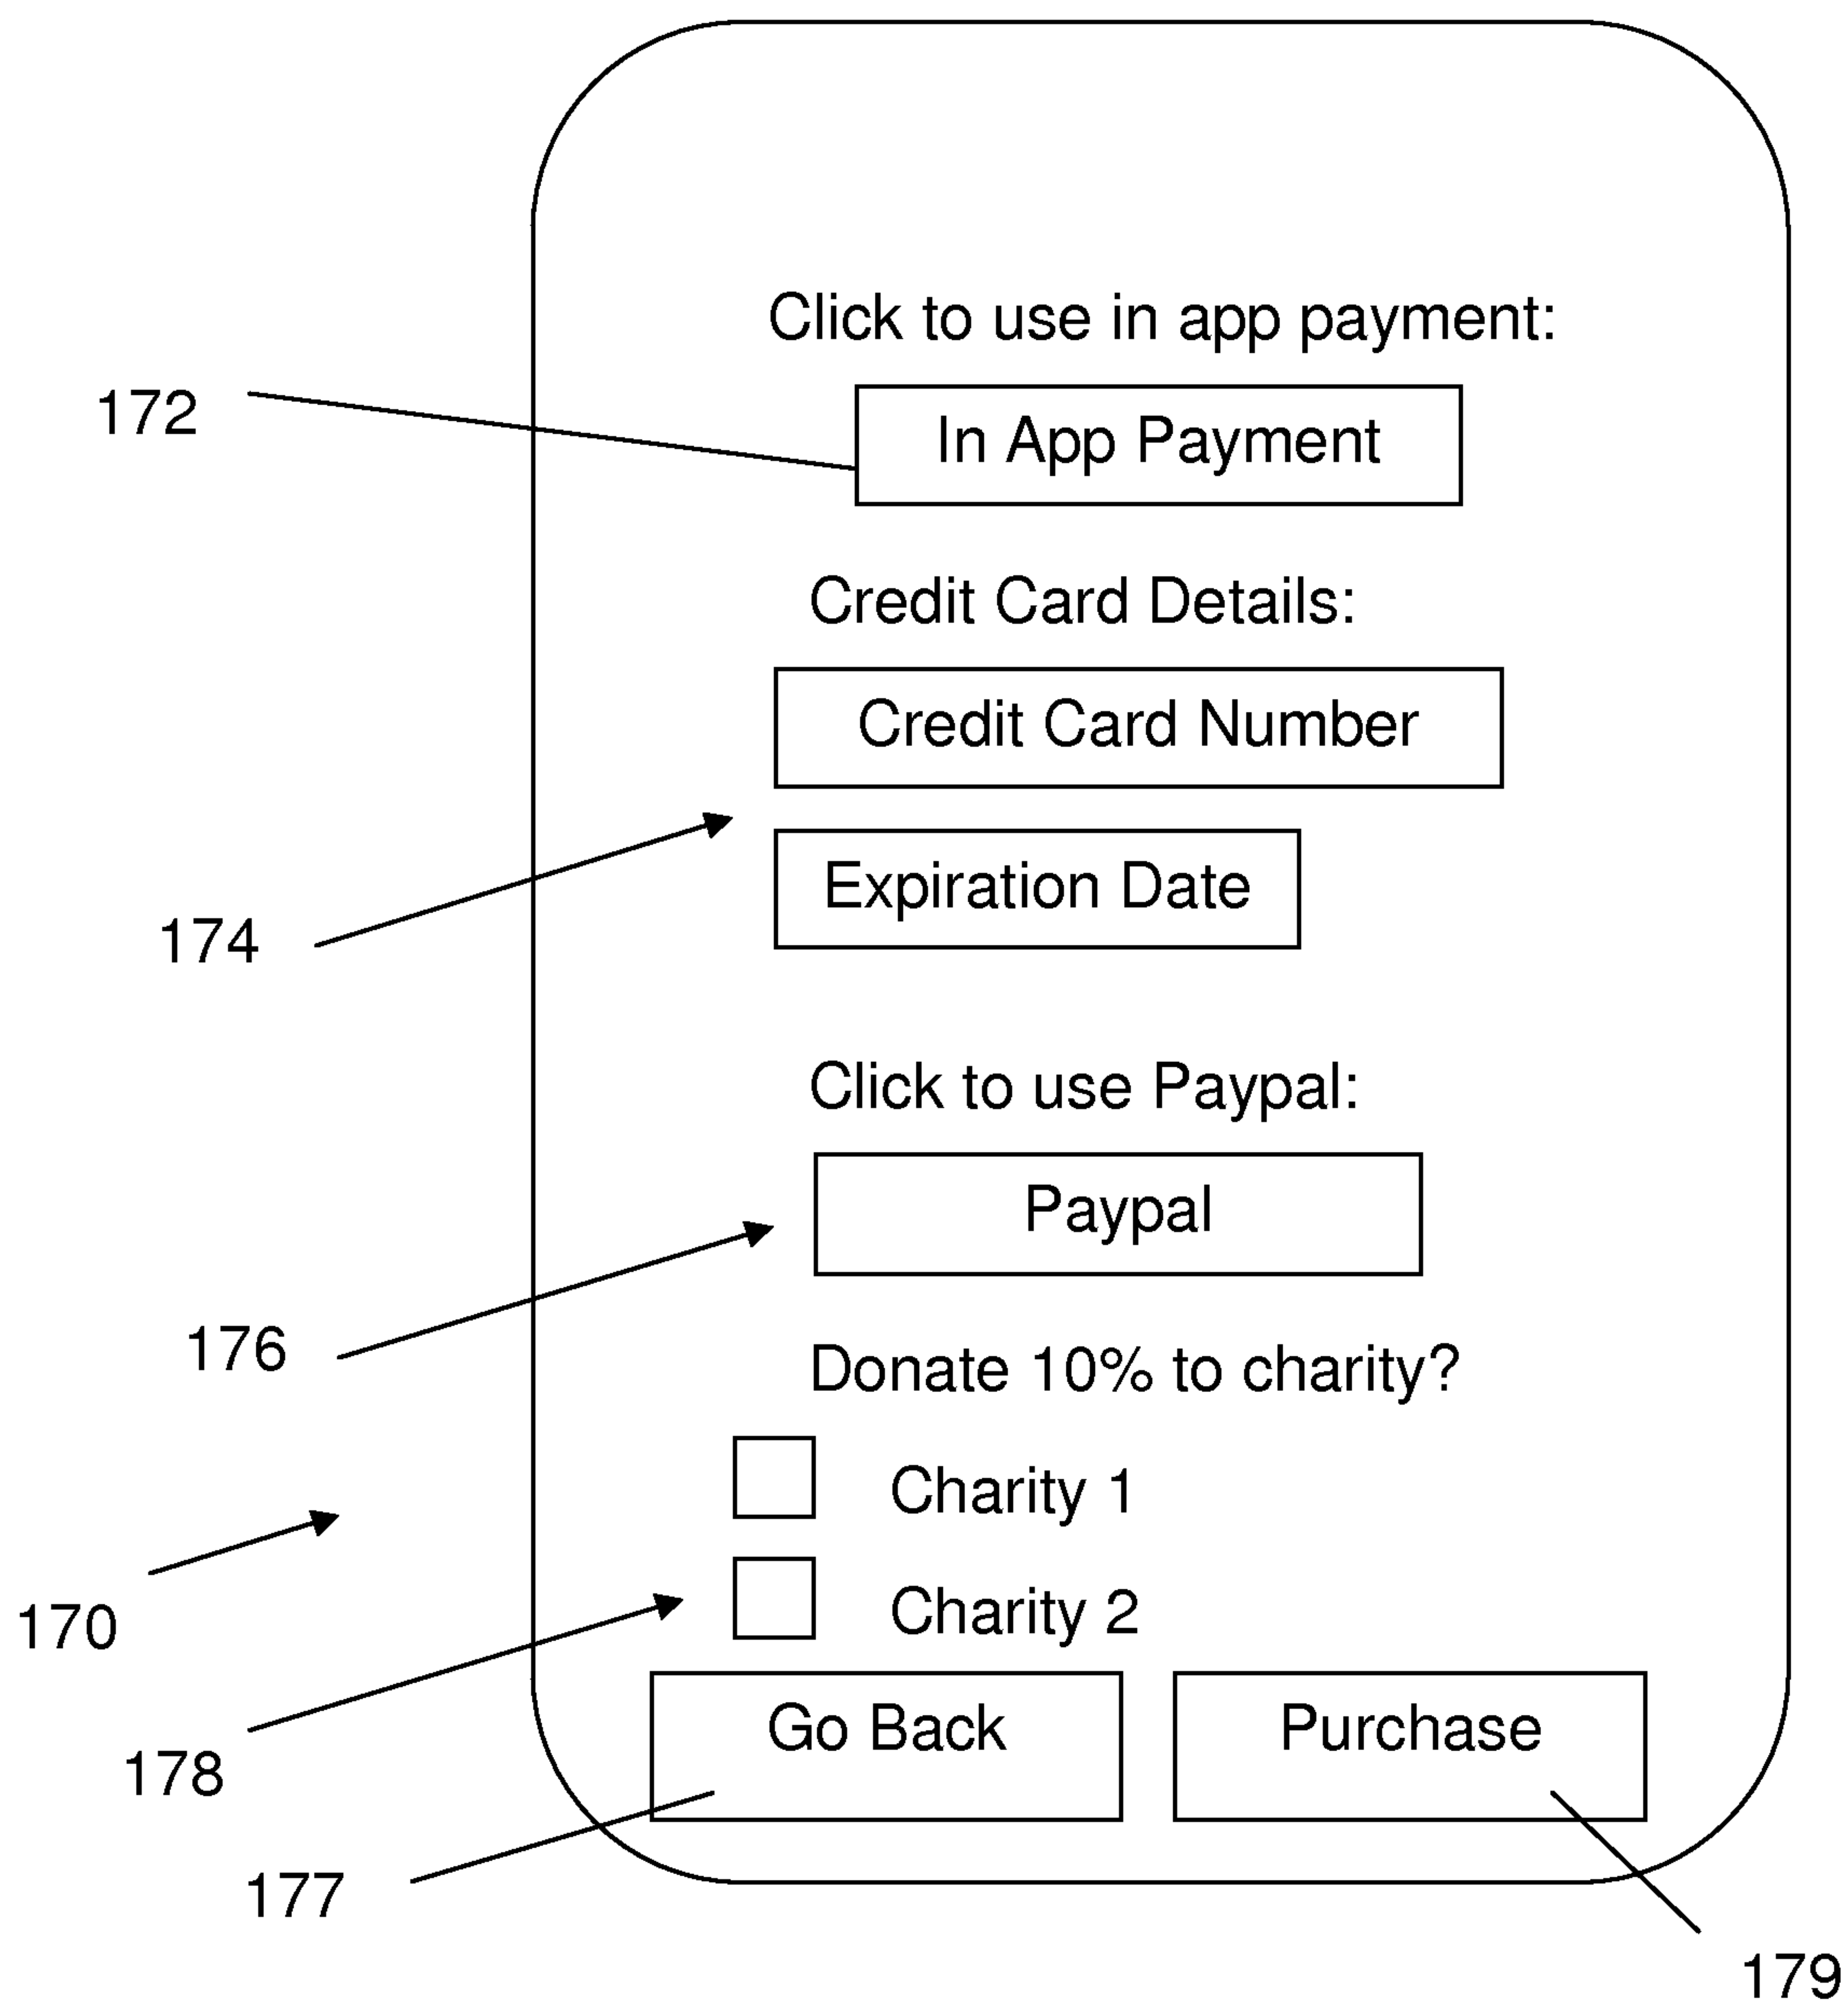 Click to use in app payment:
172
In App Payment
Credit Card Details:
Credit Card Number
Expiration Date
174
Click to use Paypal:
Paypal
176
Donate 10% to charity?
Charity 1
170
Charity 2
Go Back
Purchase
178
177
179